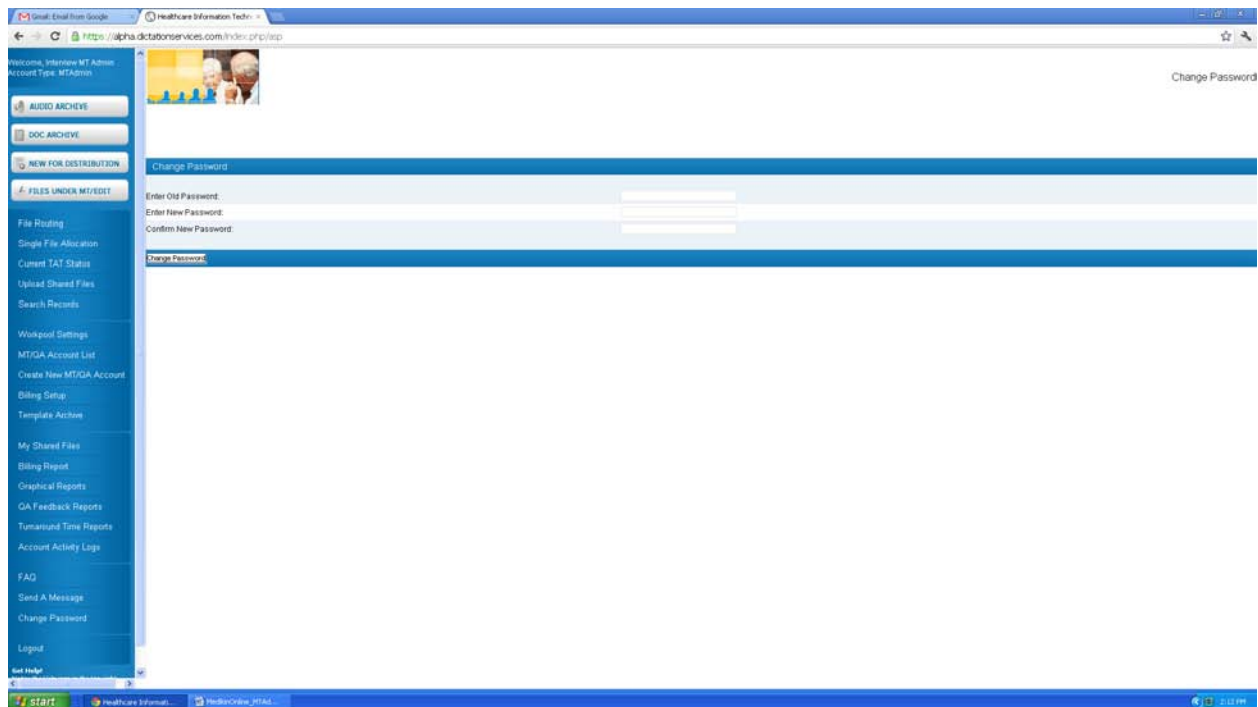 Gmail: Email from Google
Healthcare Information Techn
https://alpha.dictationservices.com/index.php/asp
Welcome, Interview MT Admin
Account Type: MTAdmin
Change Password
AUDIO ARCHIVE
DOC ARCHIVE
NEW FOR DISTRIBUTION
FILES UNDER MT/EDIT
Change Password
Enter Old Password:
Enter New Password:
Confirm New Password:
Change Password
File Routing
Single File Allocation
Current TAT Status
Upload Shared Files
Search Records
Workpool Settings
MT/QA Account List
Create New MT/QA Account
Billing Setup
Template Archive
My Shared Files
Billing Report
Graphical Reports
QA Feedback Reports
Turnaround Time Reports
Account Activity Logs
FAQ
Send A Message
Change Password
Logout
Get Help!
start
Healthcare Informati...
MedkinOnline_MTAd...
2:12 PM